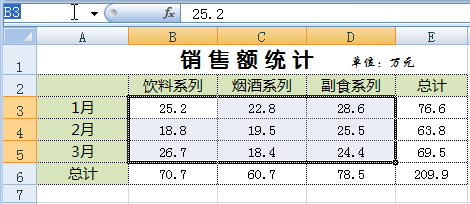 B3 fx 25.2
A B C D E
1 销售额统计 单位：万元
2 饮料系列 烟酒系列 副食系列 总计
3 1月 25.2 22.8 28.6 76.6
4 2月 18.8 19.5 25.5 63.8
5 3月 26.7 18.4 24.4 69.5
6 总计 70.7 60.7 78.5 209.9
7